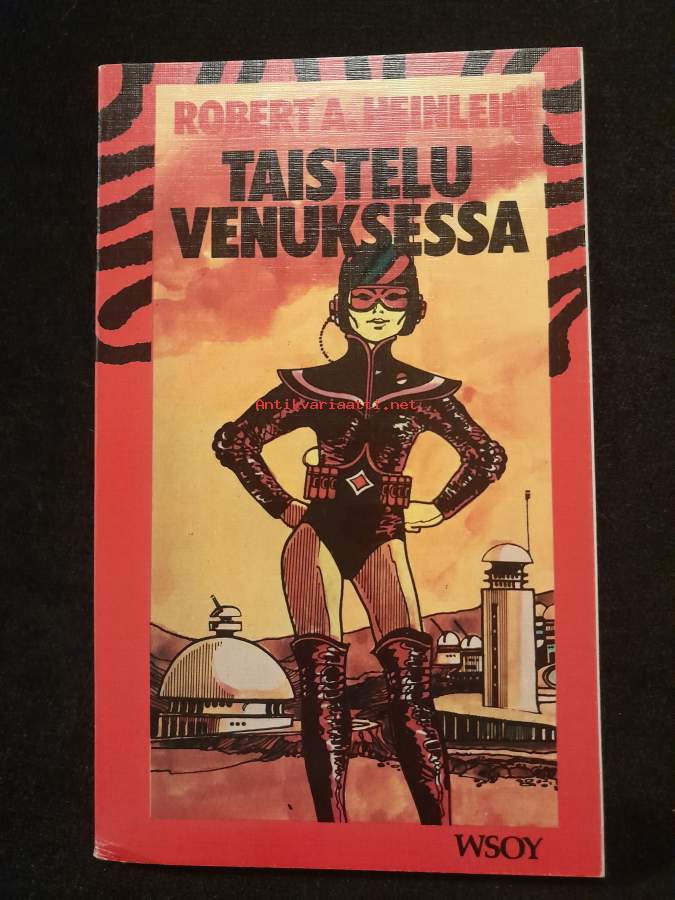 ROBERT A. HEINLEIN
TAISTELU
VENUKSESSA
Antikvariaatti.net
WSOY